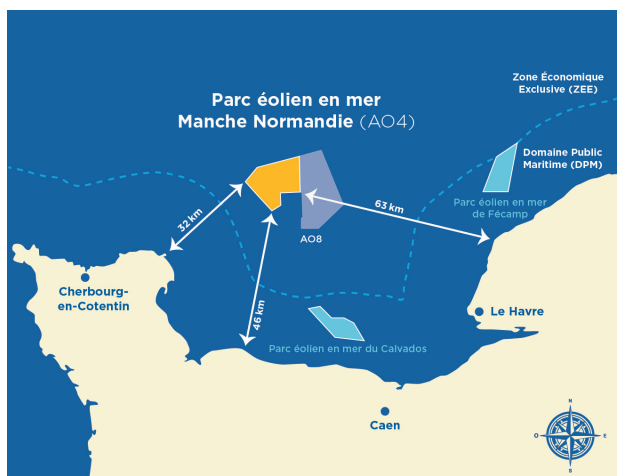 Parc éolien en mer
Manche Normandie (AO4)
Zone Économique
Exclusive (ZEE)
Domaine Public
Maritime (DPM)
Parc éolien en mer
de Fécamp
32 km
63 km
AO8
46 km
Cherbourg-
en-Cotentin
Le Havre
Parc éolien en mer du Calvados
Caen
N
O
E
S